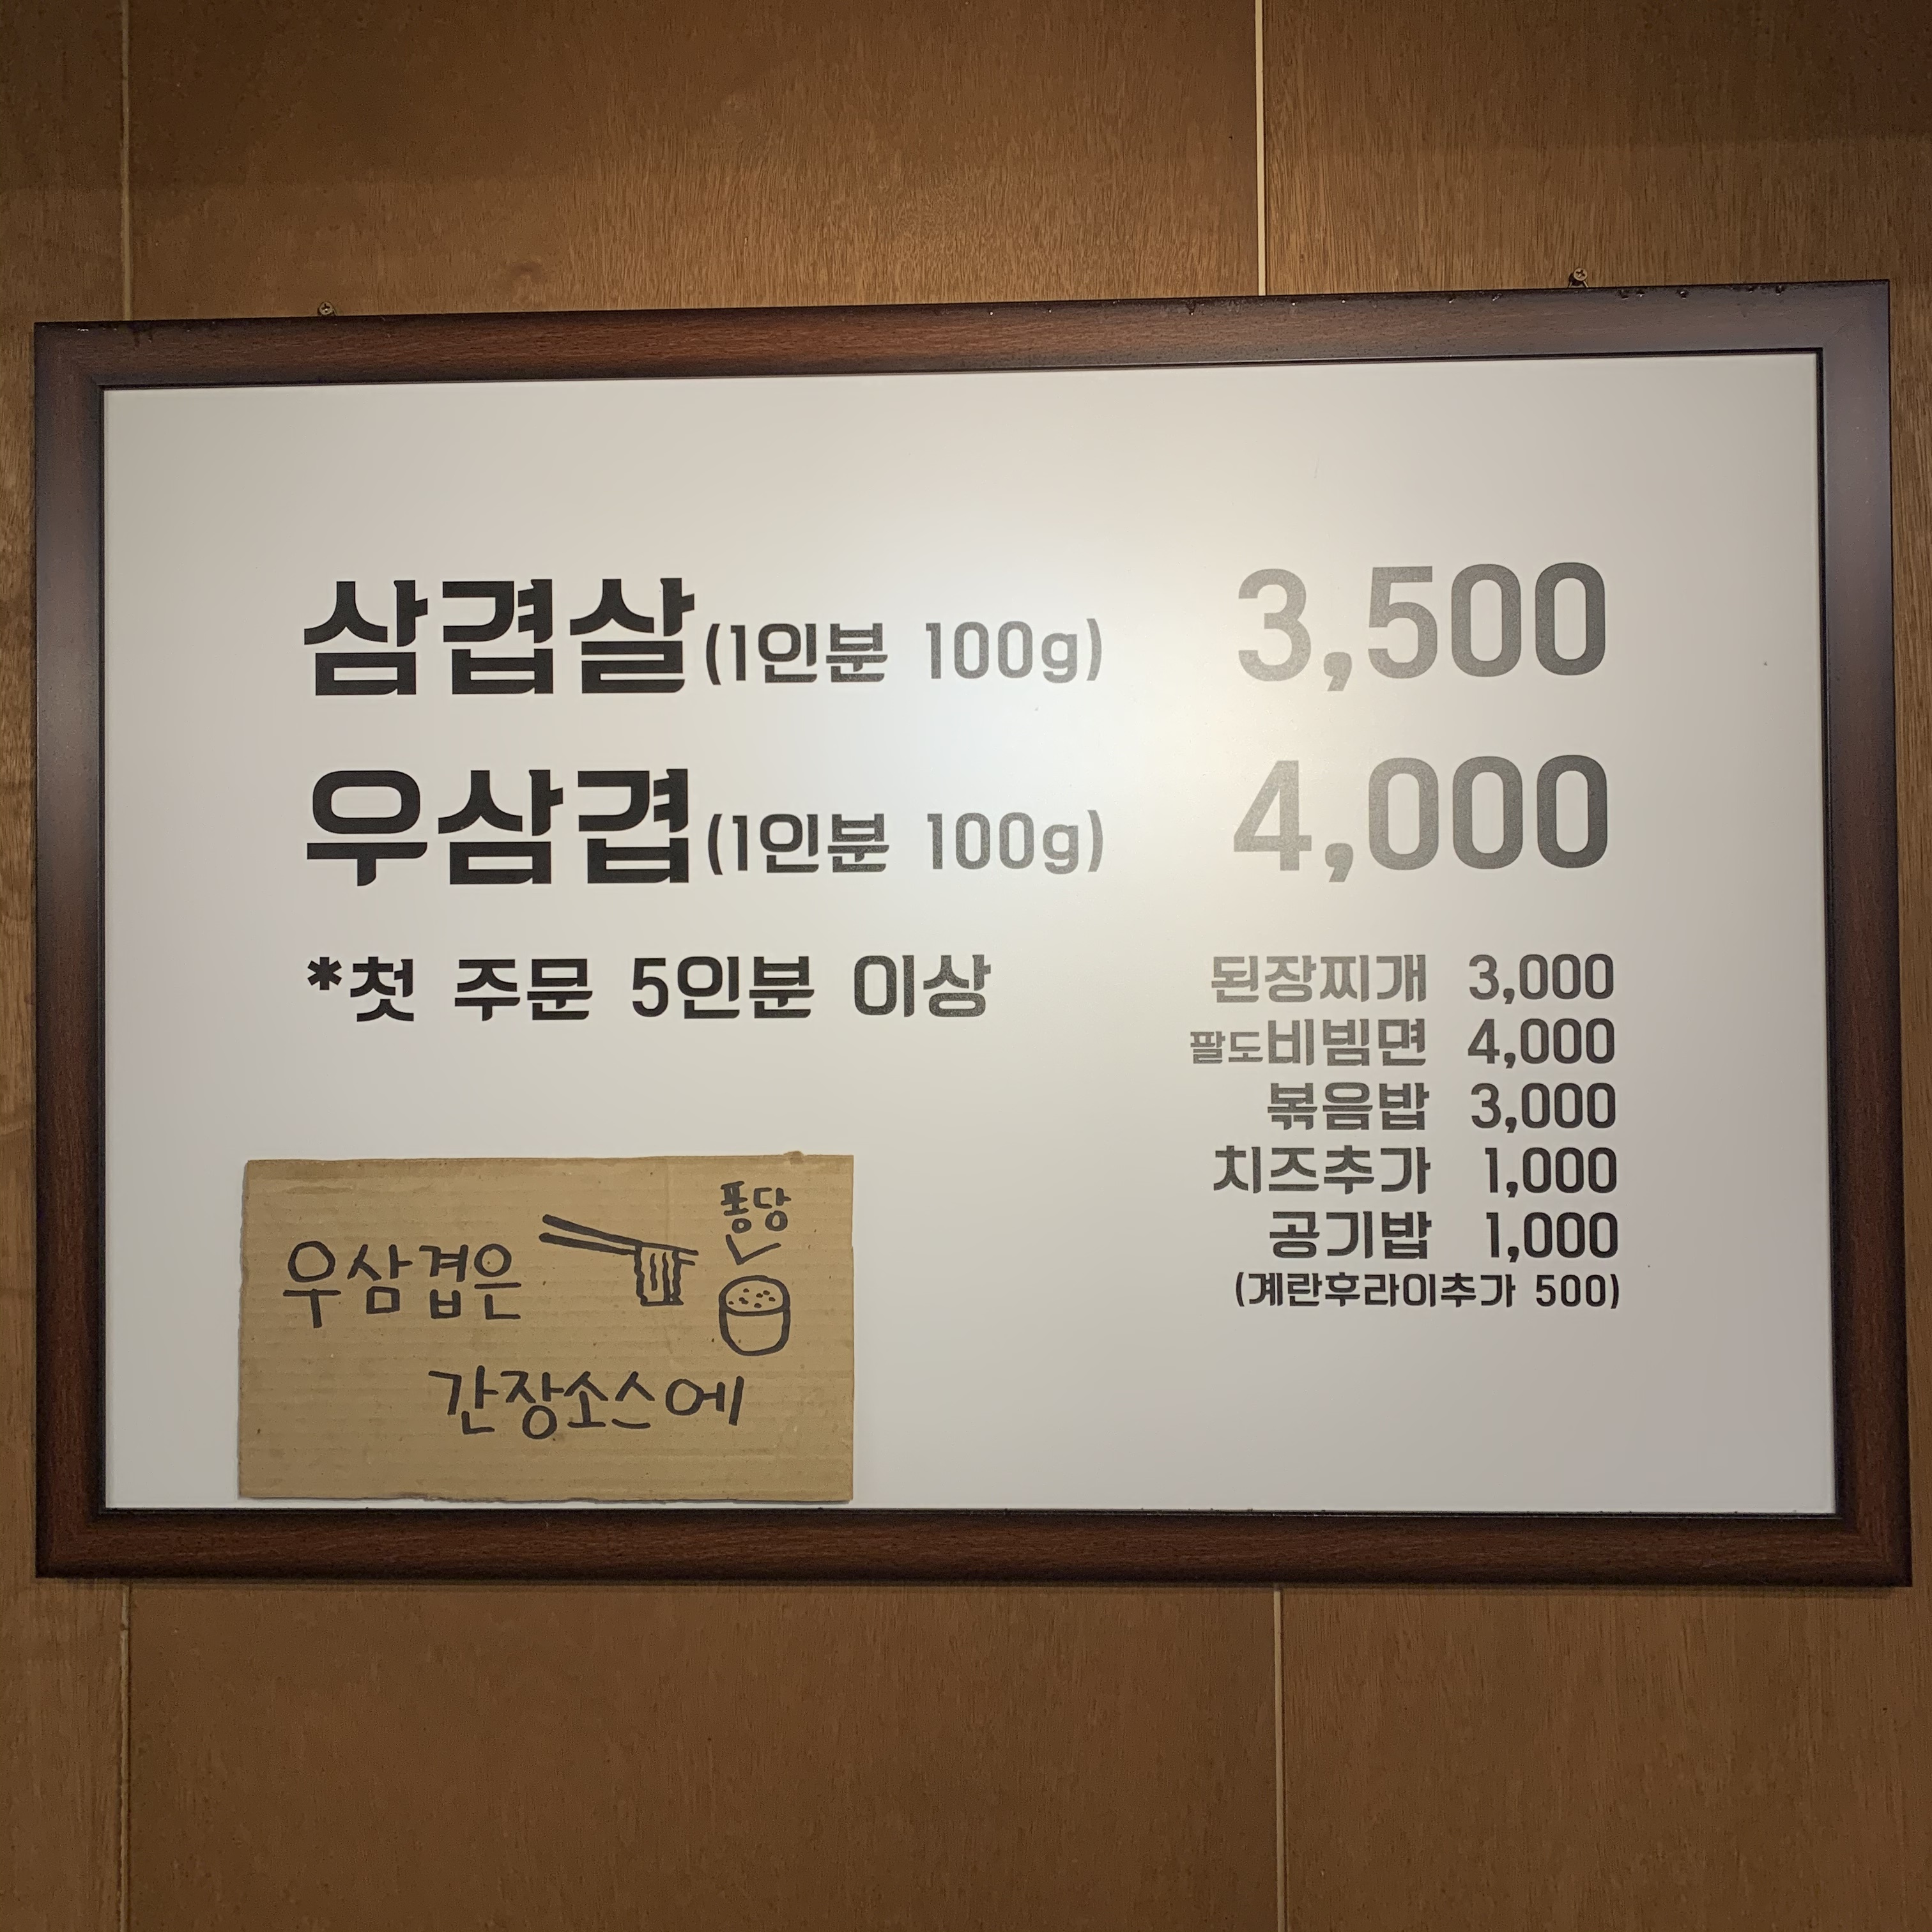 삼겹살(1인분 100g) 3,500
우삼겹(1인분 100g) 4,000
*첫 주문 5인분 이상
된장찌개 3,000
팔도비빔면 4,000
볶음밥 3,000
치즈추가 1,000
공기밥 1,000
(계란후라이추가 500)
퐁당
우삼겹은
간장소스에